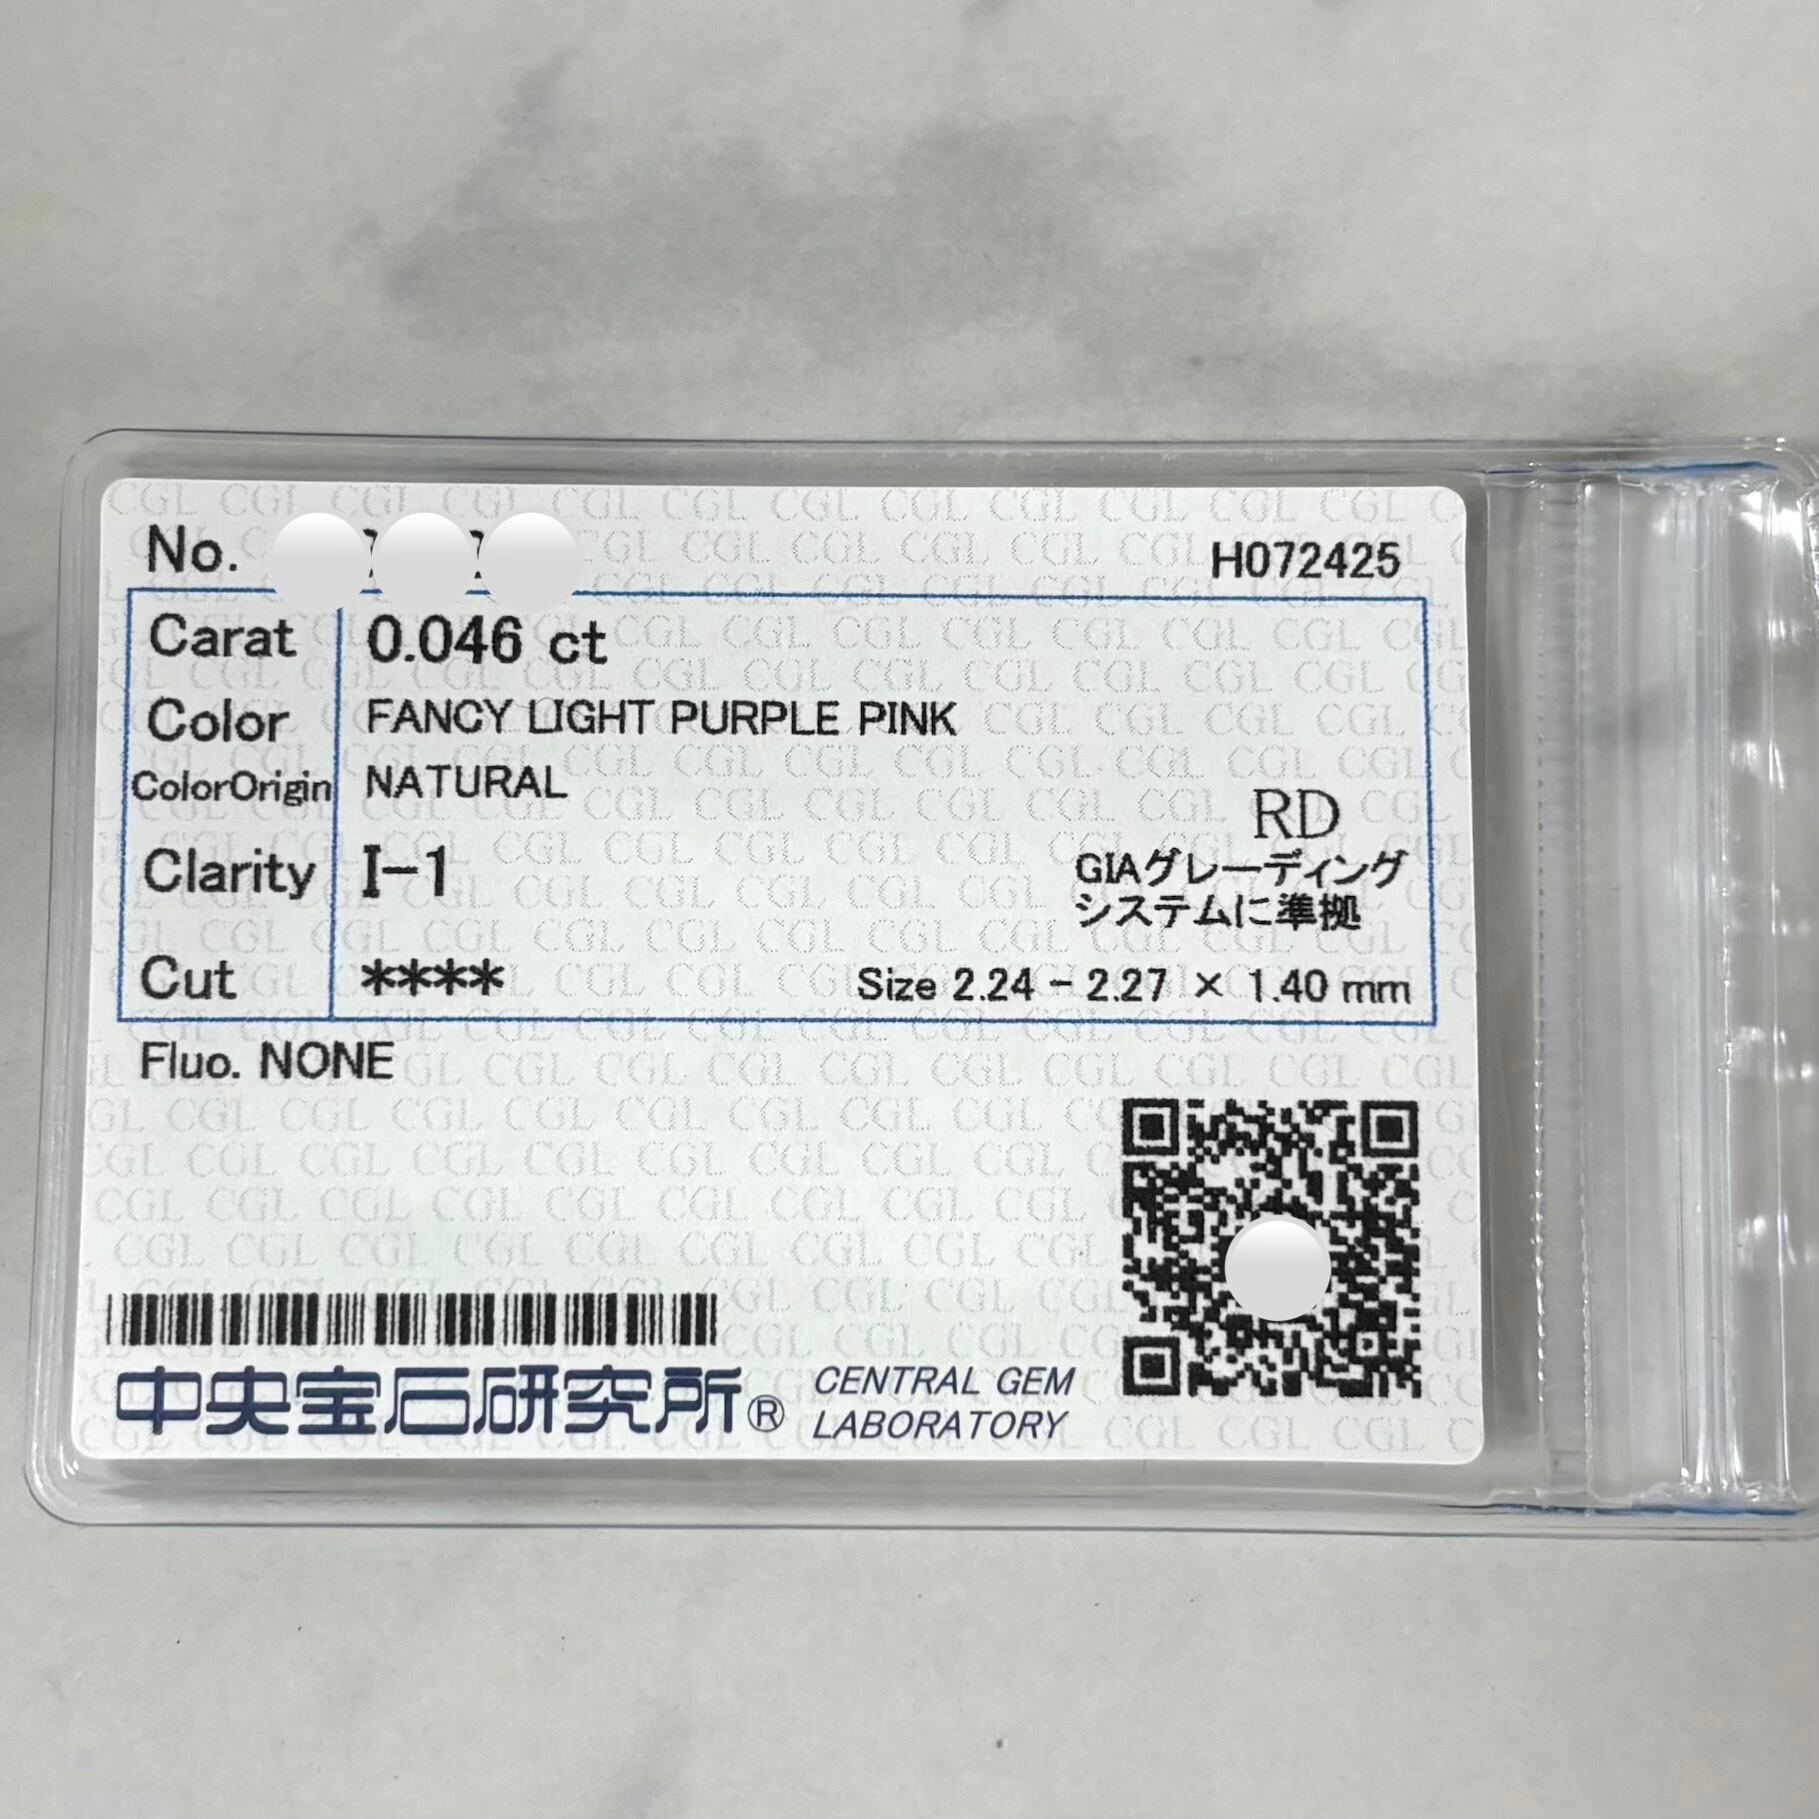 No.
H072425
Carat 0.046 ct
Color FANCY LIGHT PURPLE PINK
ColorOrigin NATURAL
RD
Clarity I-1
GIAグレーディング
システムに準拠
Cut ****
Size 2.24 - 2.27 × 1.40 mm
Fluo. NONE
中央宝石研究所® CENTRAL GEM
LABORATORY